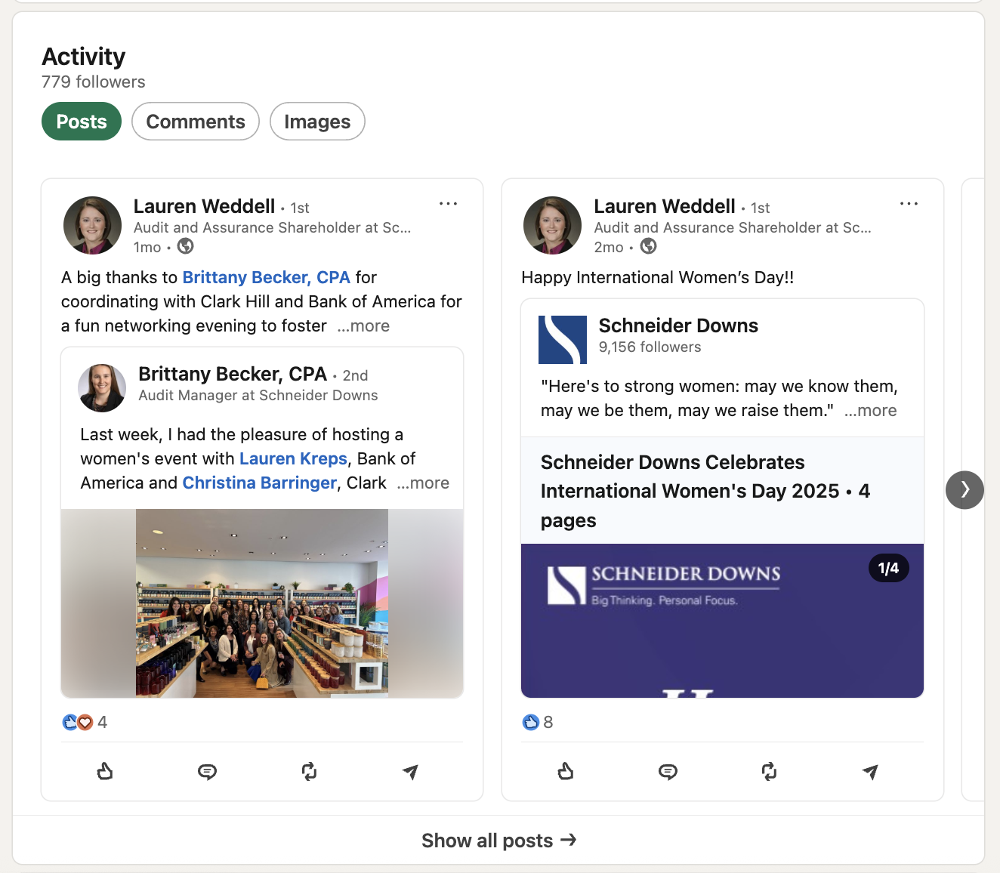 Activity
779 followers
Posts
Comments
Images
Lauren Weddell • 1st
Audit and Assurance Shareholder at Sc...
1mo •
A big thanks to Brittany Becker, CPA for
coordinating with Clark Hill and Bank of America for
a fun networking evening to foster ...more
Brittany Becker, CPA • 2nd
Audit Manager at Schneider Downs
Last week, I had the pleasure of hosting a
women's event with Lauren Kreps, Bank of
America and Christina Barringer, Clark ...more
4
Lauren Weddell • 1st
Audit and Assurance Shareholder at Sc...
2mo •
Happy International Women’s Day!!
Schneider Downs
9,156 followers
"Here's to strong women: may we know them,
may we be them, may we raise them." ...more
Schneider Downs Celebrates
International Women's Day 2025 • 4
pages
1/4
SCHNEIDER DOWNS
Big Thinking. Personal Focus.
8
Show all posts →